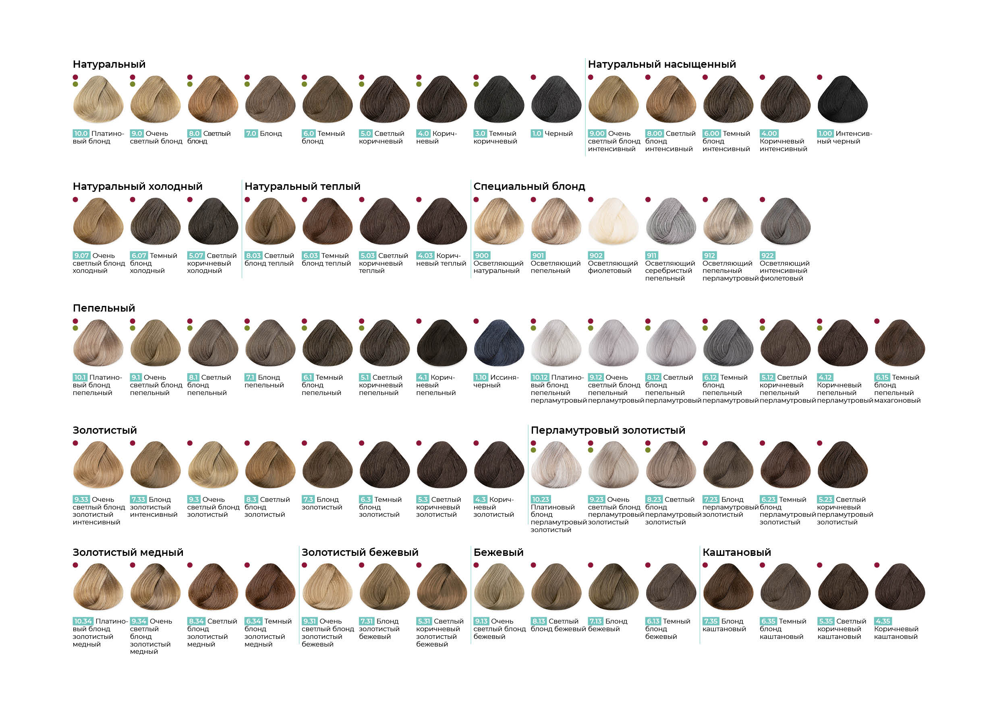 Натуральный
10.0 Платино-
вый блонд
9.0 Очень
светлый блонд
8.0 Светлый
блонд
7.0 Блонд
6.0 Темный
блонд
5.0 Светлый
коричневый
4.0 Корич-
невый
3.0 Темный
коричневый
1.0 Черный
Натуральный насыщенный
9.00 Очень
светлый блонд
интенсивный
8.00 Светлый
блонд
интенсивный
6.00 Темный
блонд
интенсивный
4.00
Коричневый
интенсивный
1.00 Интенсив-
ный черный
Натуральный холодный
9.07 Очень
светлый блонд
холодный
6.07 Темный
блонд
холодный
5.07 Светлый
коричневый
холодный
Натуральный теплый
8.03 Светлый
блонд теплый
6.03 Темный
блонд теплый
5.03 Светлый
коричневый
теплый
4.03 Корич-
невый теплый
Специальный блонд
900
Осветляющий
натуральный
901
Осветляющий
пепельный
902
Осветляющий
фиолетовый
911
Осветляющий
серебристый
пепельный
912
Осветляющий
пепельный
перламутровый
922
Осветляющий
интенсивный
фиолетовый
Пепельный
10.1 Платино-
вый блонд
пепельный
9.1 Очень
светлый блонд
пепельный
8.1 Светлый
блонд
пепельный
7.1 Блонд
пепельный
6.1 Темный
блонд
пепельный
5.1 Светлый
коричневый
пепельный
4.1 Корич-
невый
пепельный
1.10 Иссиня-
черный
10.12 Платино-
вый блонд
пепельный
перламутровый
9.12 Очень
светлый блонд
пепельный
перламутровый
8.12 Светлый
блонд
пепельный
перламутровый
6.12 Темный
блонд
пепельный
перламутровый
5.12 Светлый
коричневый
пепельный
перламутровый
4.12
Коричневый
пепельный
перламутровый
6.15 Темный
блонд
пепельный
махагоновый
Золотистый
9.33 Очень
светлый блонд
золотистый
интенсивный
7.33 Блонд
золотистый
интенсивный
9.3 Очень
светлый блонд
золотистый
8.3 Светлый
блонд
золотистый
7.3 Блонд
золотистый
6.3 Темный
блонд
золотистый
5.3 Светлый
коричневый
золотистый
4.3 Корич-
невый
золотистый
Перламутровый золотистый
10.23
Платиновый
блонд
перламутровый
золотистый
9.23 Очень
светлый блонд
перламутровый
золотистый
8.23 Светлый
блонд
перламутровый
золотистый
7.23 Блонд
перламутровый
золотистый
6.23 Темный
блонд
перламутровый
золотистый
5.23 Светлый
коричневый
перламутровый
золотистый
Золотистый медный
10.34 Платино-
вый блонд
золотистый
медный
9.34 Очень
светлый
блонд
золотистый
медный
8.34 Светлый
блонд
золотистый
медный
6.34 Темный
блонд
золотистый
медный
Золотистый бежевый
9.31 Очень
светлый блонд
золотистый
бежевый
7.31 Блонд
золотистый
бежевый
5.31 Светлый
коричневый
золотистый
бежевый
Бежевый
9.13 Очень
светлый блонд
бежевый
8.13 Светлый
блонд бежевый
7.13 Блонд
бежевый
6.13 Темный
блонд
бежевый
Каштановый
7.35 Блонд
каштановый
6.35 Темный
блонд
каштановый
5.35 Светлый
коричневый
каштановый
4.35
Коричневый
каштановый